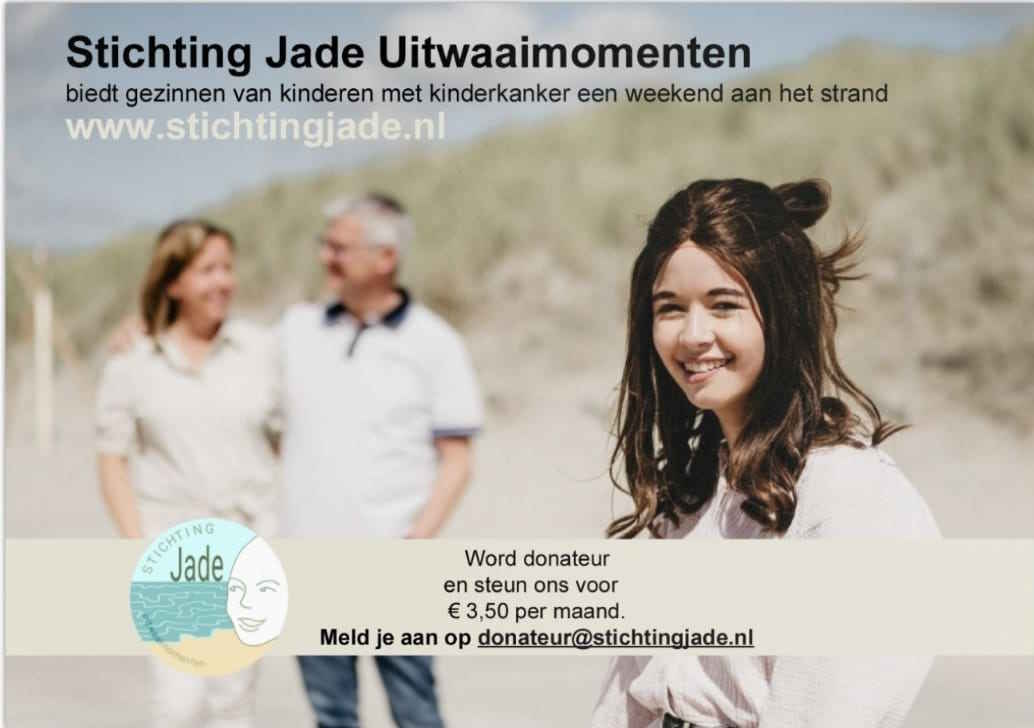 Stichting Jade Uitwaaimomenten
biedt gezinnen van kinderen met kinderkanker een weekend aan het strand
www.stichtingjade.nl
STICHTING
Jade
Word donateur
en steun ons voor
€ 3,50 per maand.
Meld je aan op donateur@stichtingjade.nl